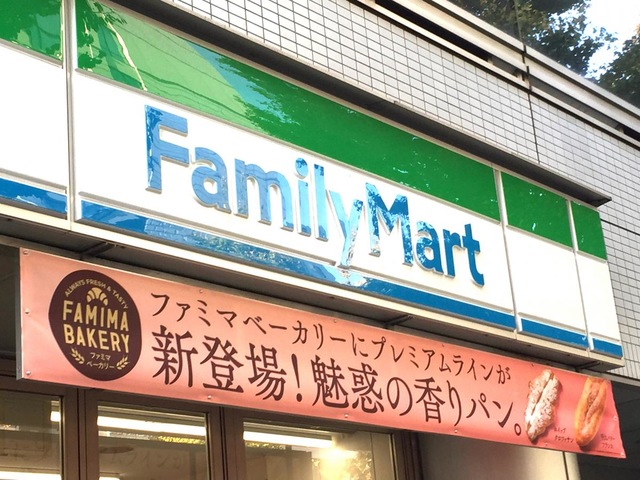 FamilyMart
ALWAYS FRESH & TASTY
FAMIMA
BAKERY
ファミマ
ベーカリー
ファミマベーカリーにプレミアムラインが
新登場!魅惑の香りパン。